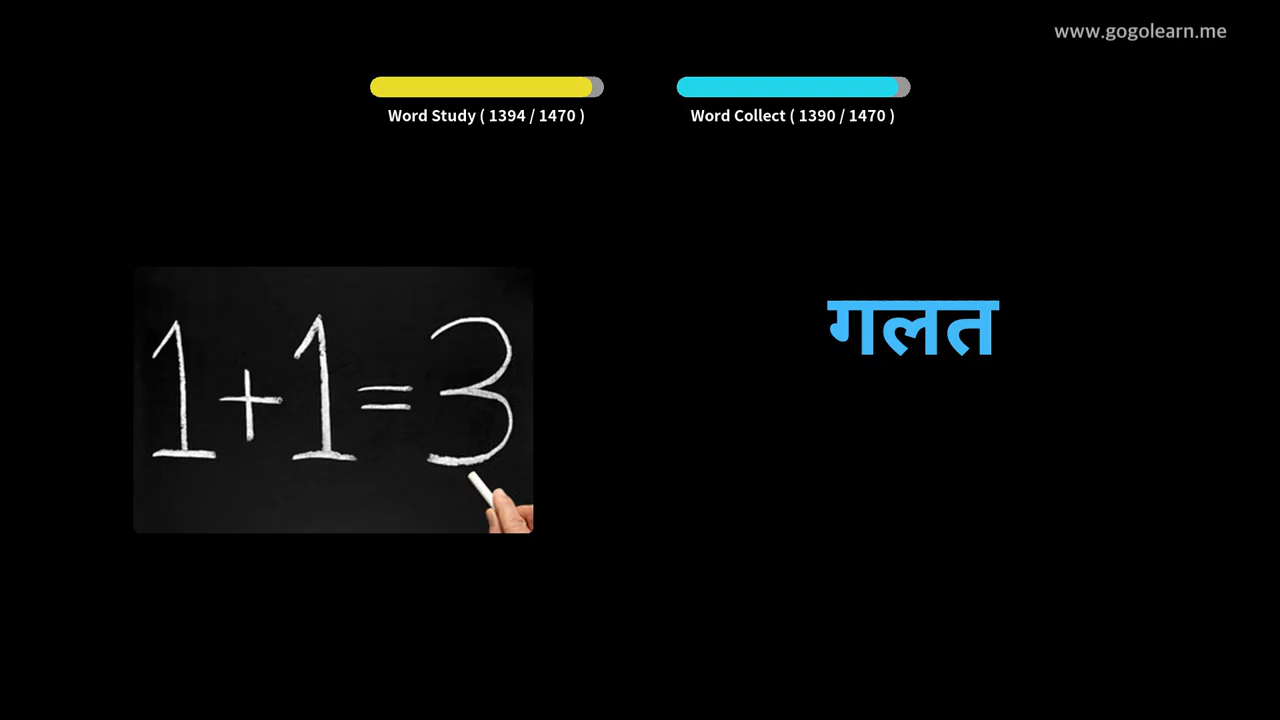 www.gogolearn.me
Word Study ( 1394 / 1470 )
Word Collect ( 1390 / 1470 )
1+1=3
गलत